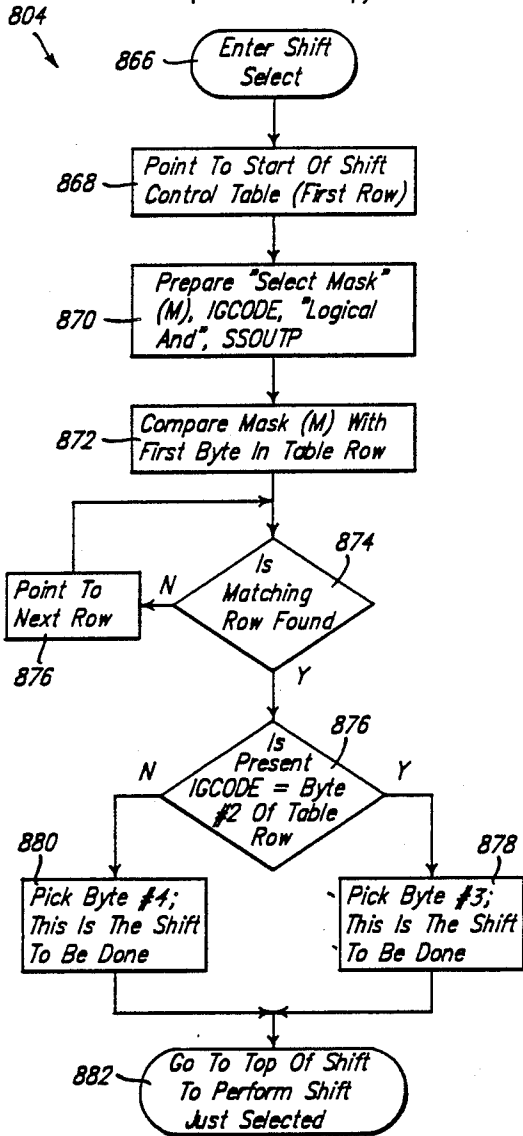 804
866
Enter Shift
Select
868
Point To Start Of Shift
Control Table (First Row)
870
Prepare "Select Mask"
(M), IGCODE, "Logical
And", SSOUTP
872
Compare Mask (M) With
First Byte In Table Row
874
Is
Matching
Row Found
N
Point To
Next Row
876
Y
876
Is
Present
IGCODE = Byte
#2 Of Table
Row
N
Y
880
Pick Byte #4;
This Is The Shift
To Be Done
878
Pick Byte #3;
This Is The Shift
To Be Done
882
Go To Top Of Shift
To Perform Shift
Just Selected